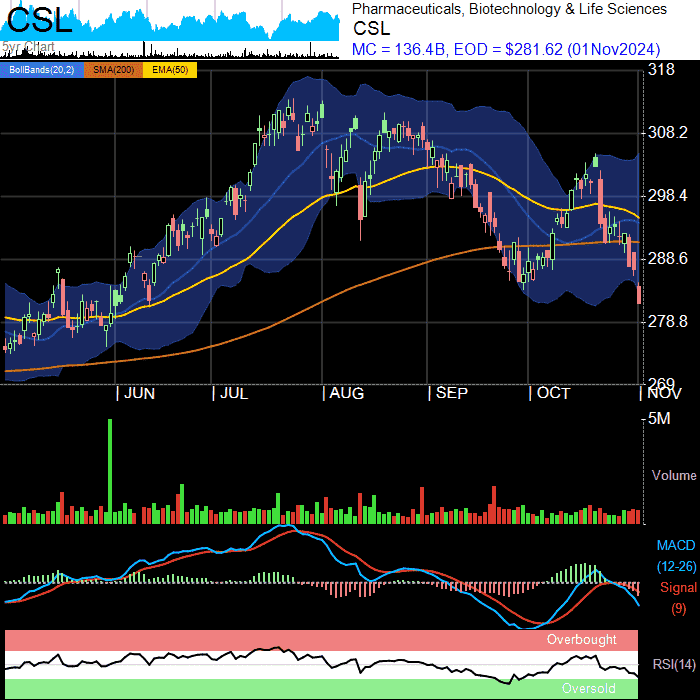 CSL
5yr Chart
Pharmaceuticals, Biotechnology & Life Sciences
CSL
MC = 136.4B, EOD = $281.62 (01Nov2024)
BollBands(20,2) SMA(200) EMA(50)
318
308.2
298.4
288.6
278.8
269
JUN JUL AUG SEP OCT NOV
5M
Volume
MACD
(12-26)
Signal
(9)
Overbought
RSI(14)
Oversold